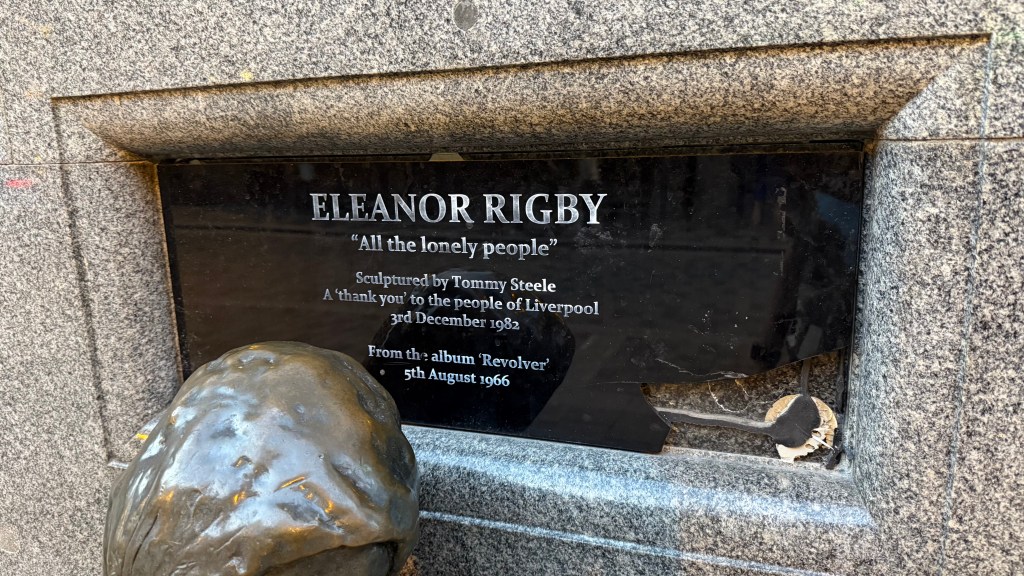 ELEANOR RIGBY
“All the lonely people”
Sculptured by Tommy Steele
A ‘thank you’ to the people of Liverpool
3rd December 1982
From the album ‘Revolver’
5th August 1966